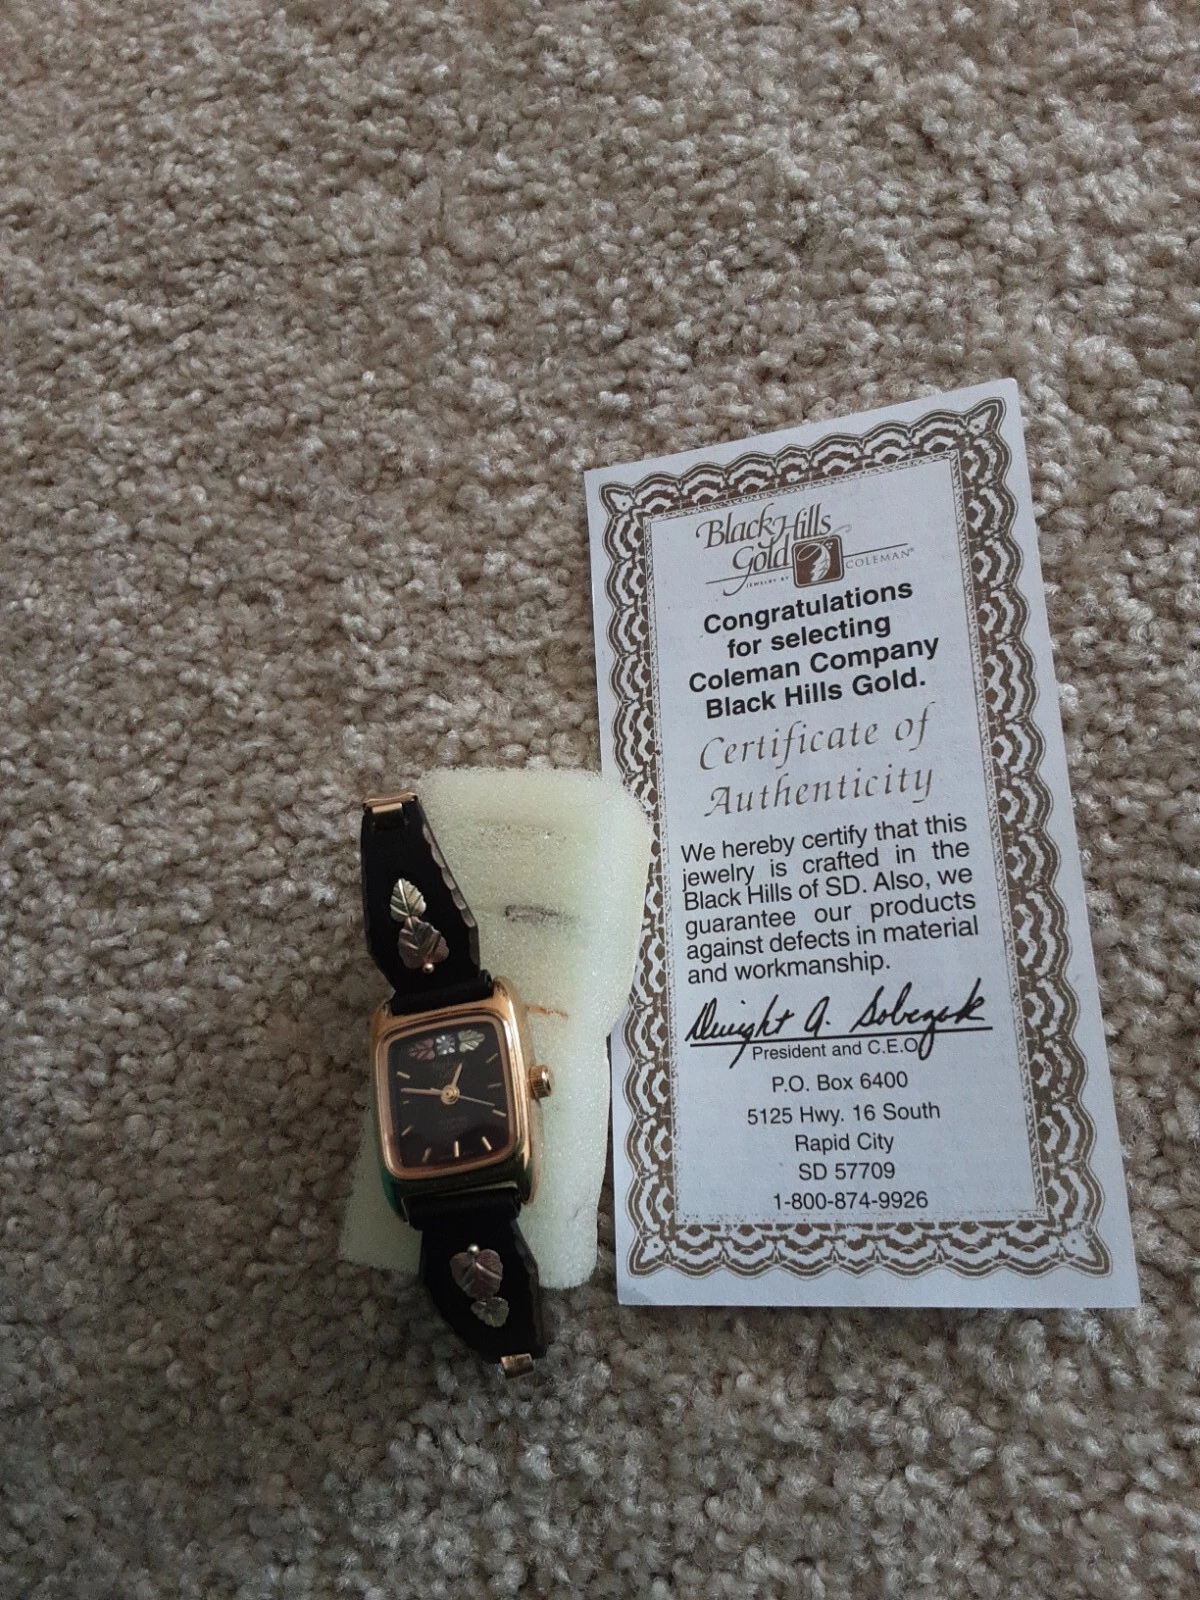 Black Hills
Gold
JEWELRY BY
COLEMAN®
Congratulations
for selecting
Coleman Company
Black Hills Gold.
Certificate of
Authenticity
We hereby certify that this
jewelry is crafted in the
Black Hills of SD. Also, we
guarantee our products
against defects in material
and workmanship.
Dwight A. Sobczak
President and C.E.O
P.O. Box 6400
5125 Hwy. 16 South
Rapid City
SD 57709
1-800-874-9926